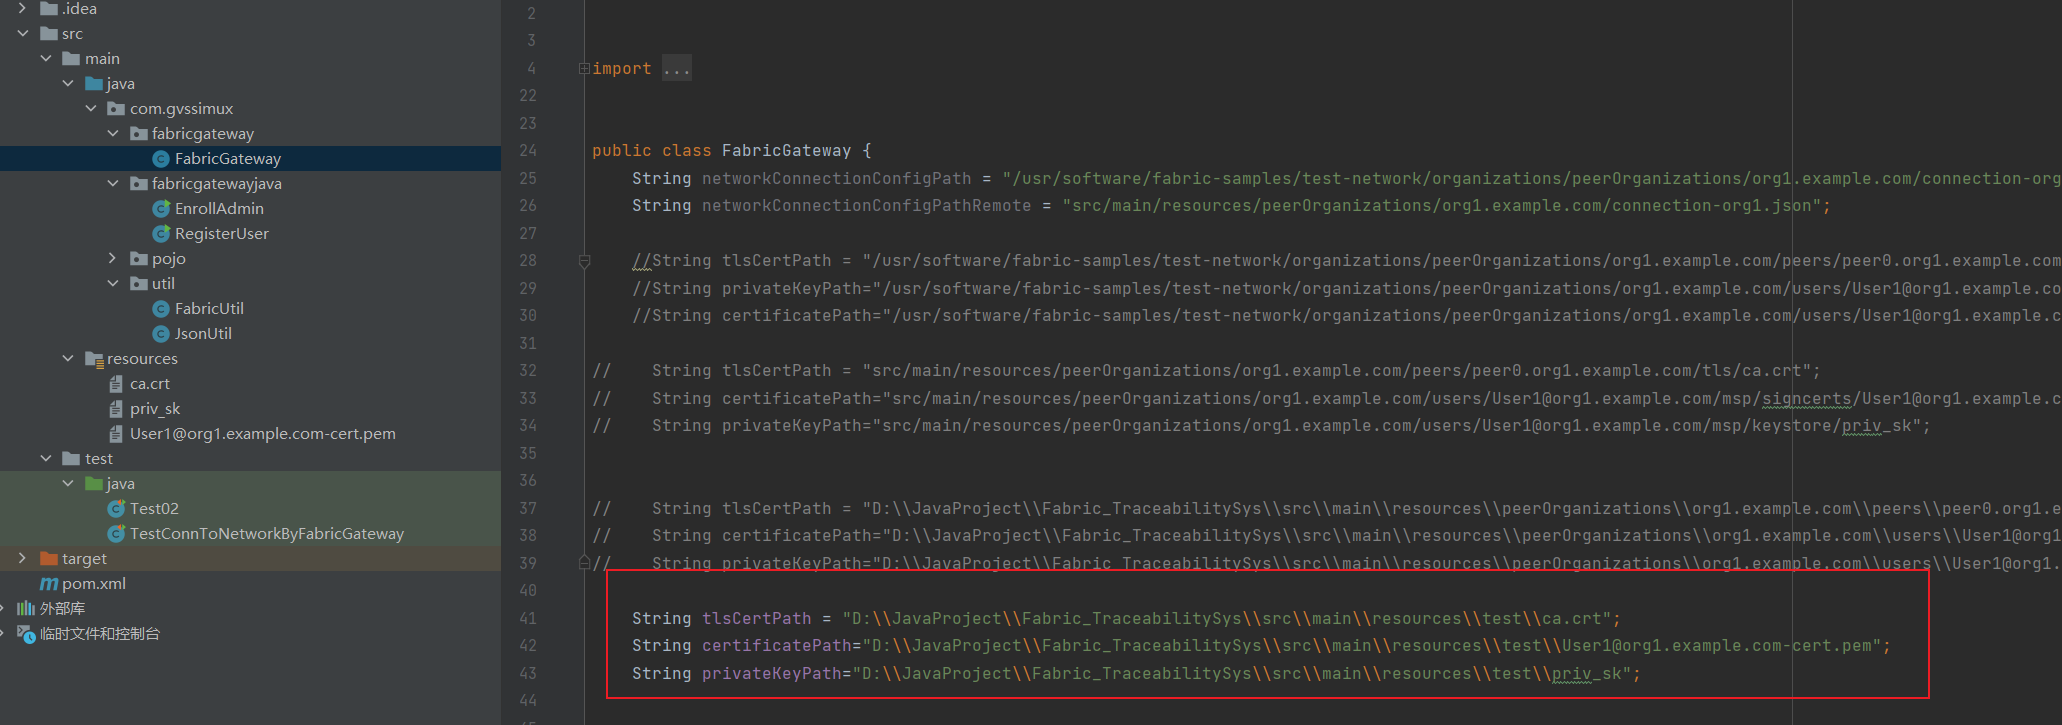 .idea
src
main
java
com.gvssimux
fabricgateway
FabricGateway
fabricgatewayjava
EnrollAdmin
RegisterUser
pojo
util
FabricUtil
JsonUtil
resources
ca.crt
priv_sk
User1@org1.example.com-cert.pem
test
java
Test02
TestConnToNetworkByFabricGateway
target
pom.xml
外部库
临时文件和控制台
2
3
4 import ...
22
23
24 public class FabricGateway {
25 String networkConnectionConfigPath = "/usr/software/fabric-samples/test-network/organizations/peerOrganizations/org1.example.com/connection-org
26 String networkConnectionConfigPathRemote = "src/main/resources/peerOrganizations/org1.example.com/connection-org1.json";
27
28 //String tlsCertPath = "/usr/software/fabric-samples/test-network/organizations/peerOrganizations/org1.example.com/peers/peer0.org1.example.com
29 //String privateKeyPath="/usr/software/fabric-samples/test-network/organizations/peerOrganizations/org1.example.com/users/User1@org1.example.co
30 //String certificatePath="/usr/software/fabric-samples/test-network/organizations/peerOrganizations/org1.example.com/users/User1@org1.example.c
31
32 // String tlsCertPath = "src/main/resources/peerOrganizations/org1.example.com/peers/peer0.org1.example.com/tls/ca.crt";
33 // String certificatePath="src/main/resources/peerOrganizations/org1.example.com/users/User1@org1.example.com/msp/signcerts/User1@org1.example.c
34 // String privateKeyPath="src/main/resources/peerOrganizations/org1.example.com/users/User1@org1.example.com/msp/keystore/priv_sk";
35
36
37 // String tlsCertPath = "D:\\JavaProject\\Fabric_TraceabilitySys\\src\\main\\resources\\peerOrganizations\\org1.example.com\\peers\\peer0.org1.e
38 // String certificatePath="D:\\JavaProject\\Fabric_TraceabilitySys\\src\\main\\resources\\peerOrganizations\\org1.example.com\\users\\User1@org1
39 // String privateKeyPath="D:\\JavaProject\\Fabric_TraceabilitySys\\src\\main\\resources\\peerOrganizations\\org1.example.com\\users\\User1@org1.
40
41 String tlsCertPath = "D:\\JavaProject\\Fabric_TraceabilitySys\\src\\main\\resources\\test\\ca.crt";
42 String certificatePath="D:\\JavaProject\\Fabric_TraceabilitySys\\src\\main\\resources\\test\\User1@org1.example.com-cert.pem";
43 String privateKeyPath="D:\\JavaProject\\Fabric_TraceabilitySys\\src\\main\\resources\\test\\priv_sk";
44